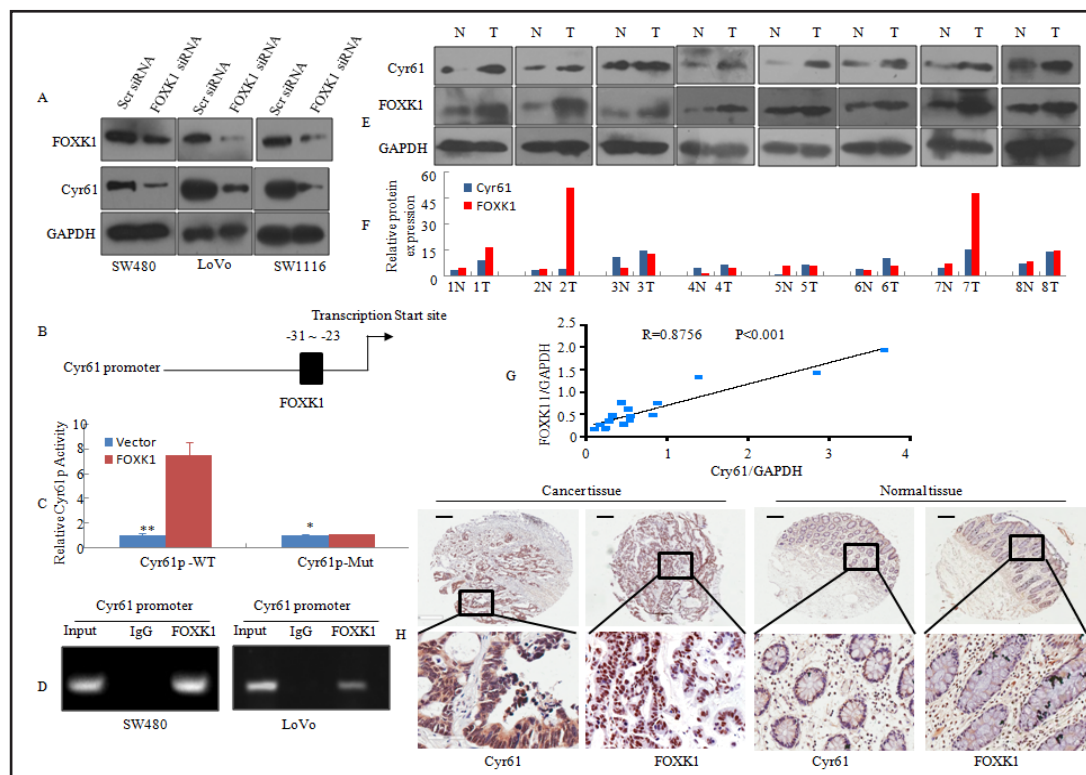 A
Scr siRNA FOXK1 siRNA Scr siRNA FOXK1 siRNA Scr siRNA FOXK1 siRNA
FOXK1
Cyr61
GAPDH
SW480 LoVo SW1116
B
Transcription Start site
-31 ~ -23
Cyr61 promoter
FOXK1
C
Relative Cyr61p Activity
10
8
6
4
2
0
Vector
FOXK1
** *
Cyr61p -WT Cyr61p-Mut
D
Cyr61 promoter Cyr61 promoter
Input IgG FOXK1 Input IgG FOXK1
SW480 LoVo
E
N T N T N T N T N T N T N T N T
Cyr61
FOXK1
GAPDH
F
Relative protein
expression
60
45
30
15
0
Cyr61
FOXK1
1N 1T 2N 2T 3N 3T 4N 4T 5N 5T 6N 6T 7N 7T 8N 8T
G
FOXK11/GAPDH
2.5
2.0
1.5
1.0
0.5
0
R=0.8756 P<0.001
0 1 2 3 4
Cry61/GAPDH
H
Cancer tissue Normal tissue
Cyr61 FOXK1 Cyr61 FOXK1